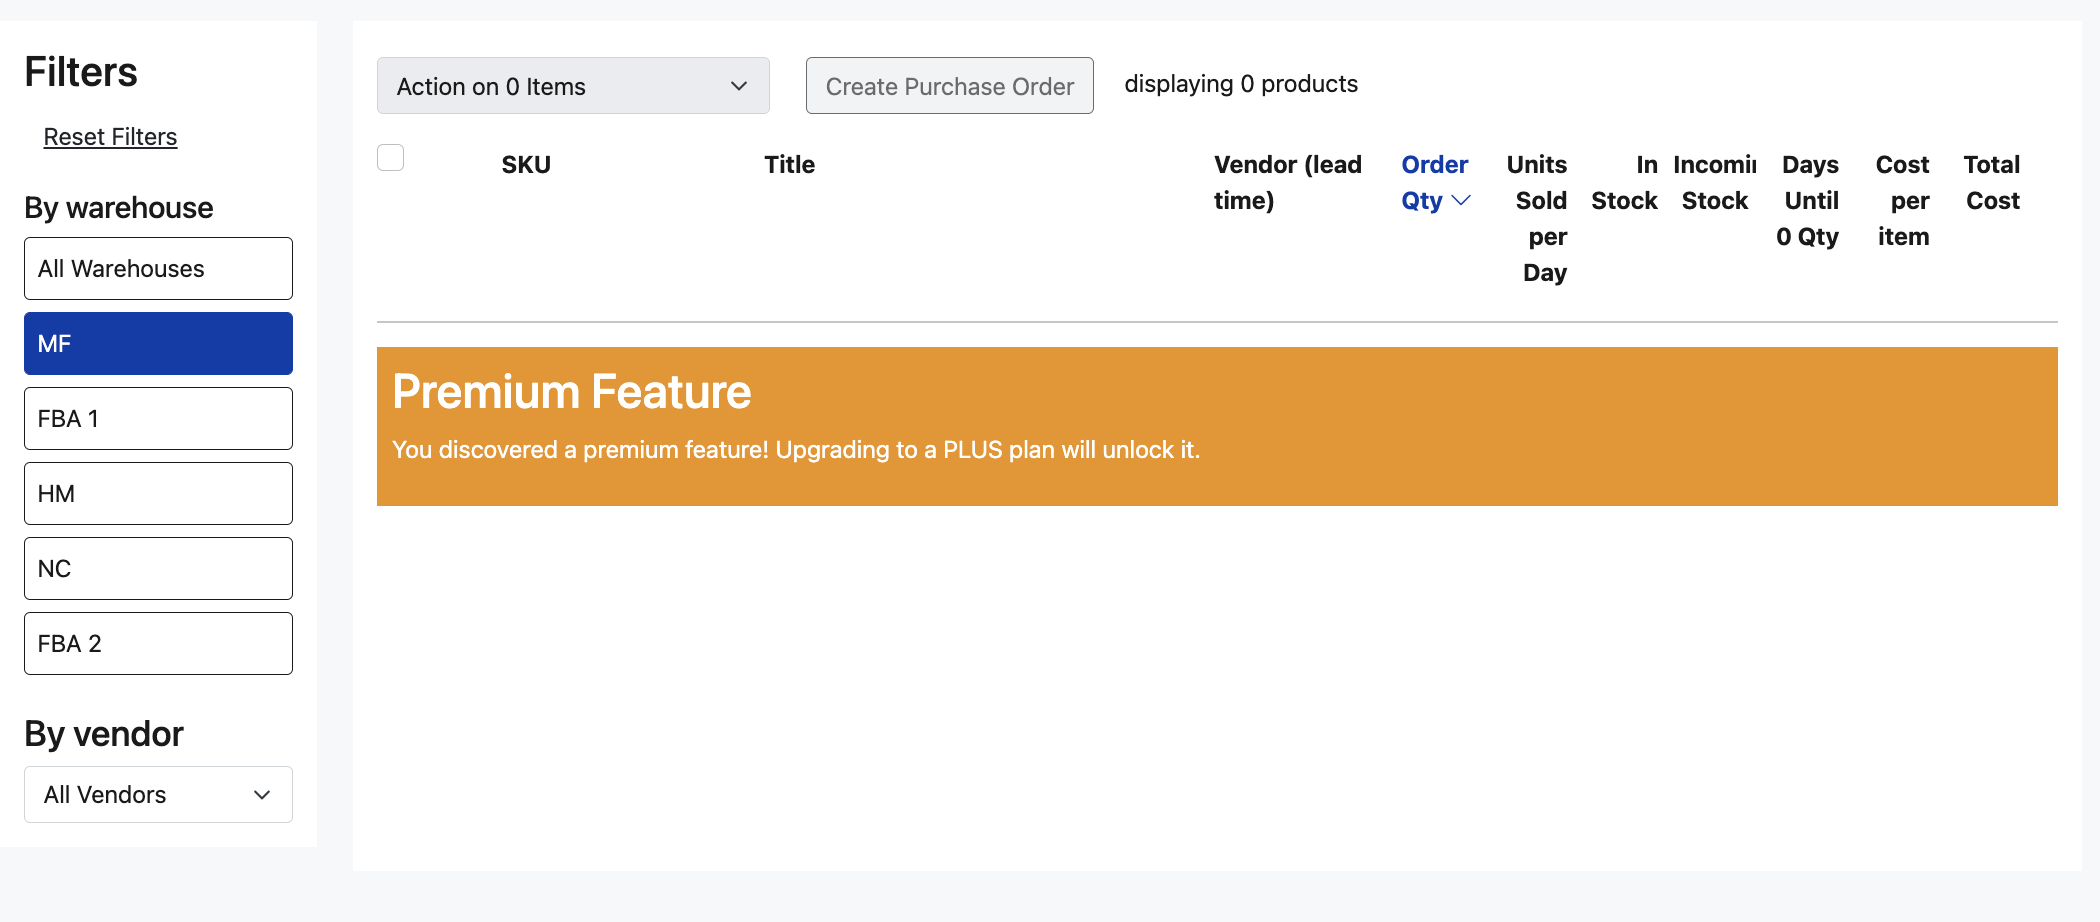 Filters
Reset Filters
By warehouse
All Warehouses
MF
FBA 1
HM
NC
FBA 2
By vendor
All Vendors
Action on 0 Items
Create Purchase Order
displaying 0 products
SKU
Title
Vendor (lead
time)
Order
Qty
Units
Sold
per
Day
In
Stock
Incomin
Stock
Days
Until
0 Qty
Cost
per
item
Total
Cost
Premium Feature
You discovered a premium feature! Upgrading to a PLUS plan will unlock it.